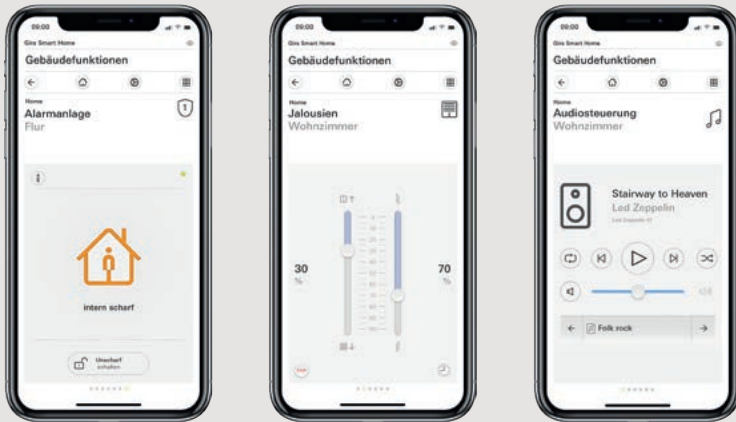 09:00
Gira Smart Home
Gebäudefunktionen
Home
Alarmanlage
Flur
1
i
intern scharf
Unscharf
schalten
09:00
Gira Smart Home
Gebäudefunktionen
Home
Jalousien
Wohnzimmer
30
%
70
%
09:00
Gira Smart Home
Gebäudefunktionen
Home
Audiosteuerung
Wohnzimmer
Stairway to Heaven
Led Zeppelin
Folk rock